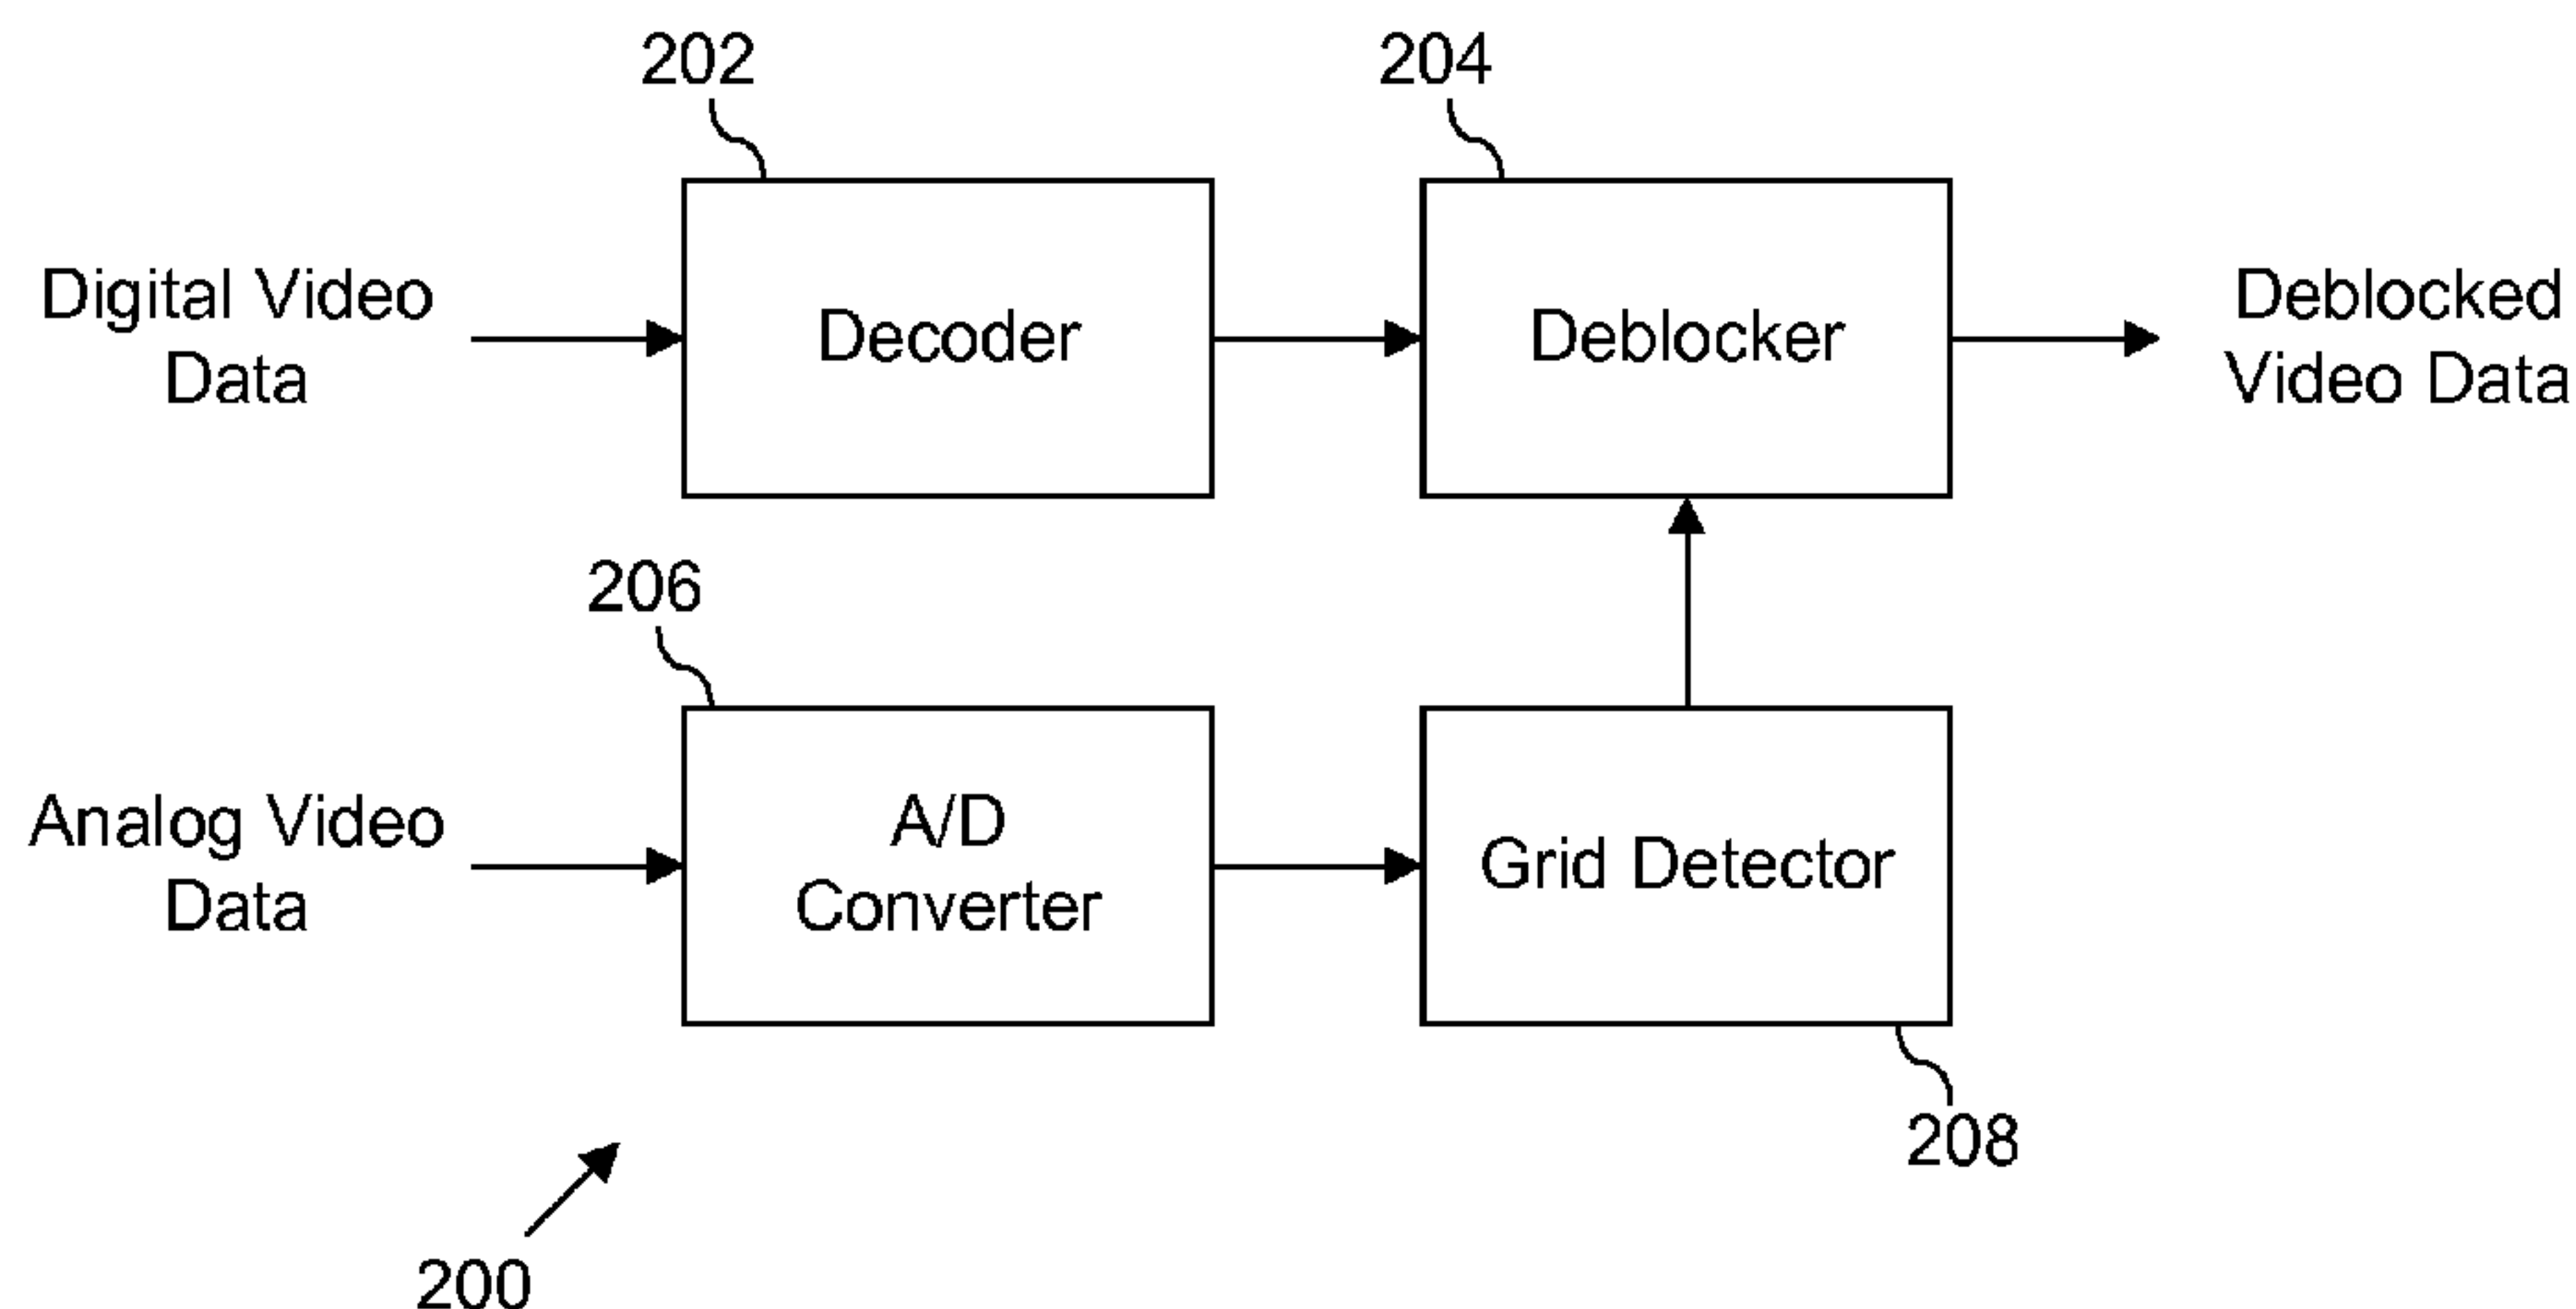 202
204
Digital Video
Data
Decoder
Deblocker
Deblocked
Video Data
206
Analog Video
Data
A/D
Converter
Grid Detector
208
200